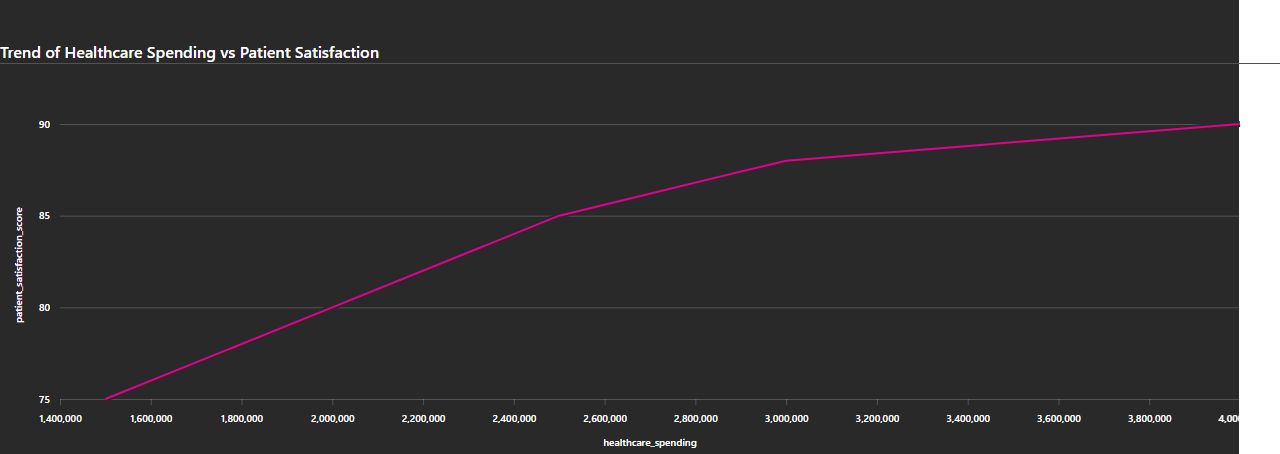 Trend of Healthcare Spending vs Patient Satisfaction
90
85
80
75
patient_satisfaction_score
1,400,000 1,600,000 1,800,000 2,000,000 2,200,000 2,400,000 2,600,000 2,800,000 3,000,000 3,200,000 3,400,000 3,600,000 3,800,000 4,000
healthcare_spending